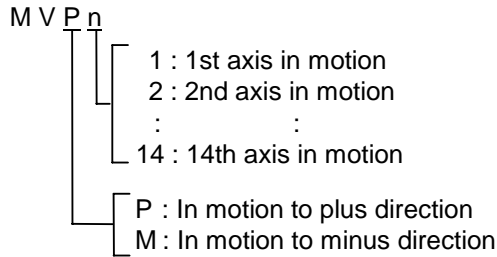 M V P n
1 : 1st axis in motion
2 : 2nd axis in motion
: :
14 : 14th axis in motion
P : In motion to plus direction
M : In motion to minus direction